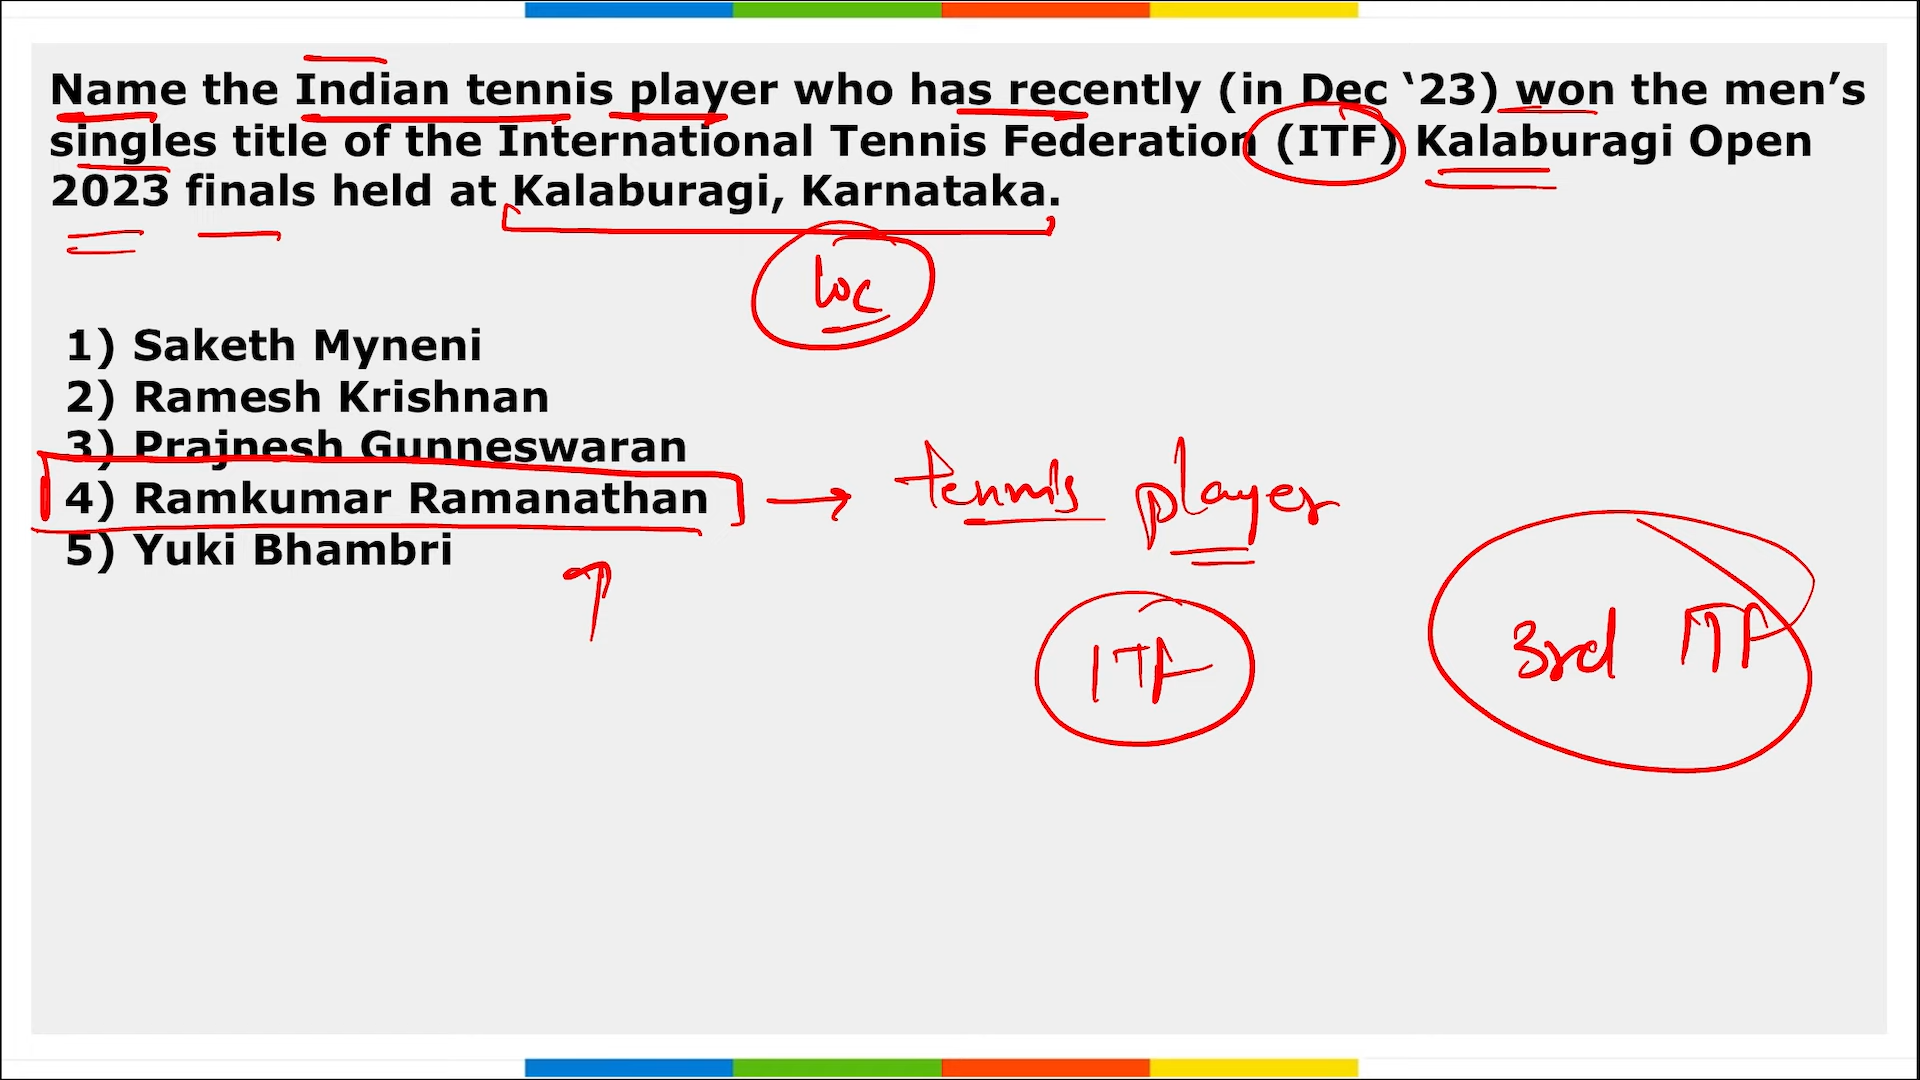 Name the Indian tennis player who has recently (in Dec ‘23) won the men’s
singles title of the International Tennis Federation (ITF) Kalaburagi Open
2023 finals held at Kalaburagi, Karnataka.
loc
1) Saketh Myneni
2) Ramesh Krishnan
3) Prajnesh Gunneswaran
4) Ramkumar Ramanathan → tennis player
5) Yuki Bhambri
ITF
3rd ITF